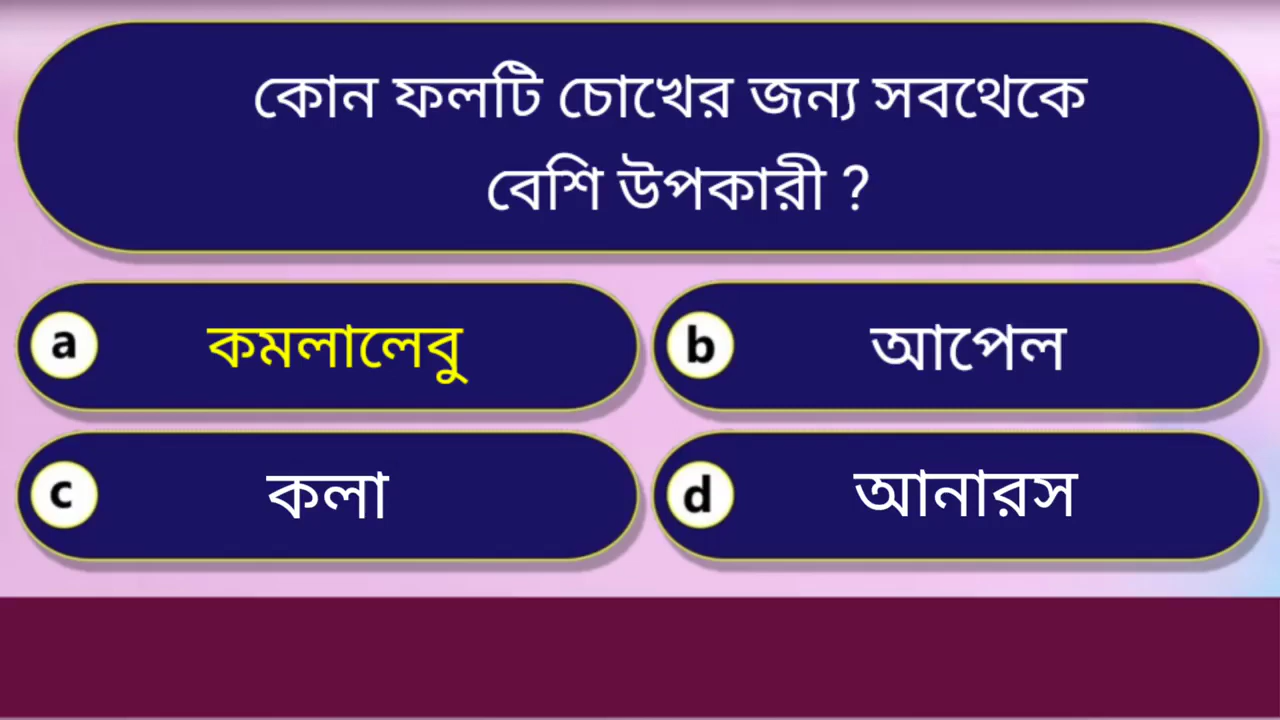 কোন ফলটি চোখের জন্য সবথেকে
বেশি উপকারী ?
a কমলালেবু
b আপেল
c কলা
d আনারস